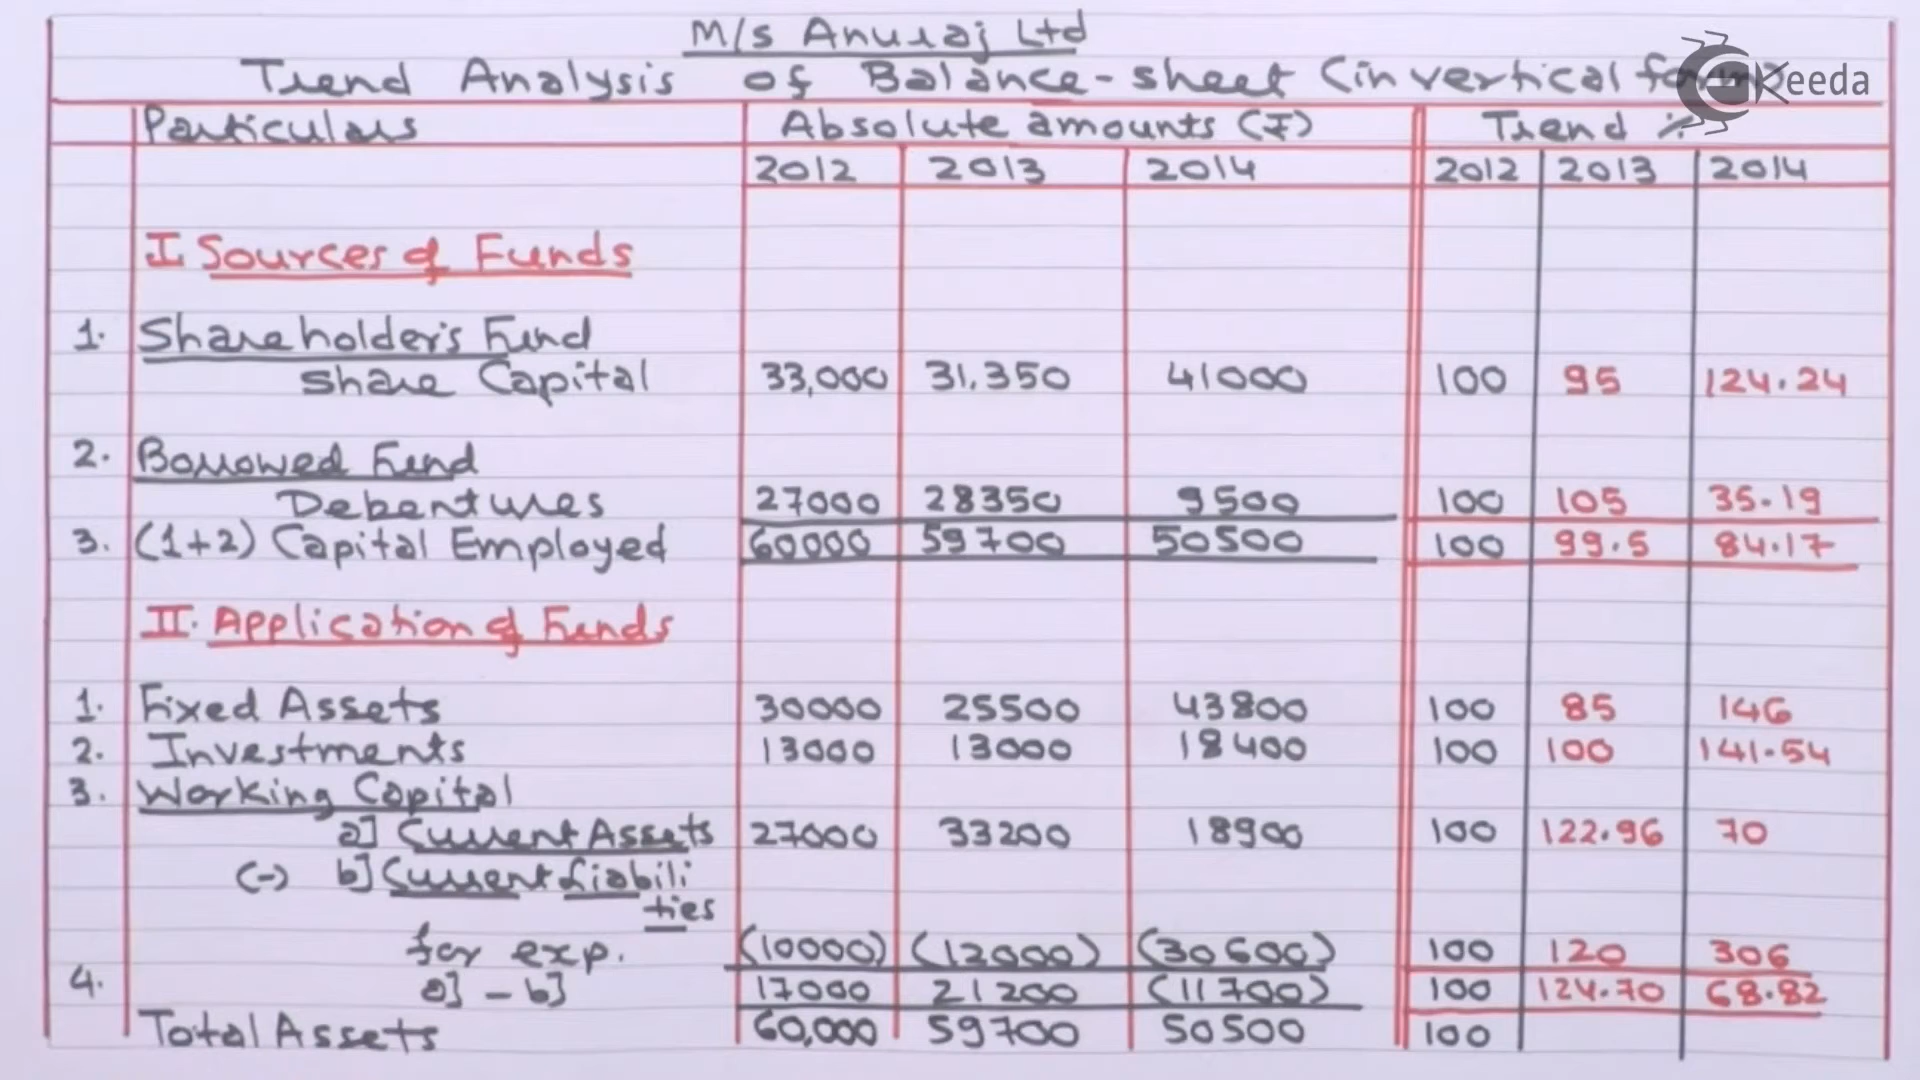 M/s Anuraj Ltd
Trend Analysis of Balance-sheet (in vertical form)
Keeda
Particulars Absolute amounts (₹) Trend %
2012 2013 2014 2012 2013 2014
I. Sources of Funds
1. Shareholder's Fund
Share Capital 33,000 31,350 41000 100 95 124.24
2. Borrowed Fund
Debentures 27000 28350 9500 100 105 35.19
3. (1+2) Capital Employed 60000 59700 50500 100 99.5 84.17
II. Application of Funds
1. Fixed Assets 30000 25500 43800 100 85 146
2. Investments 13000 13000 18400 100 100 141.54
3. Working Capital
a] Current Assets 27000 33200 18900 100 122.96 70
(-) b] Current Liabili
ties
for exp. (10000) (12000) (30600) 100 120 306
4. a] - b] 17000 21200 (11700) 100 124.70 68.82
Total Assets 60,000 59700 50500 100